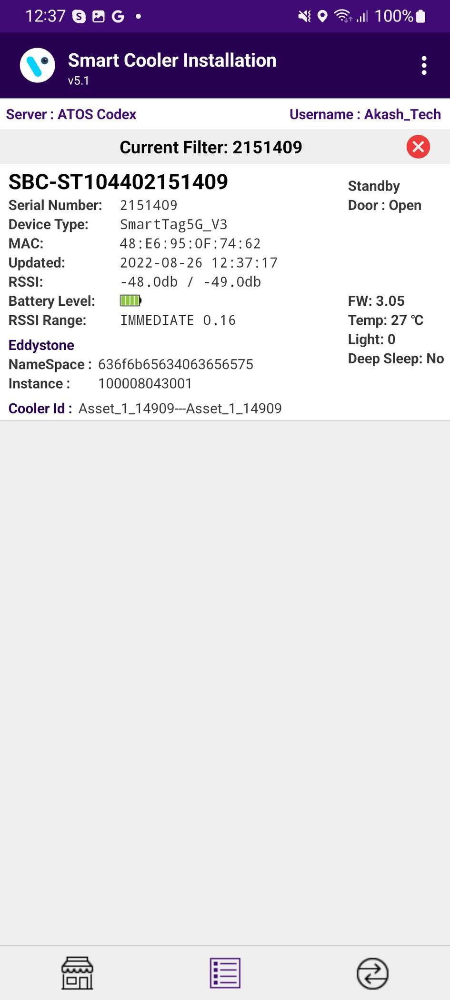 12:37 S G 100%
Smart Cooler Installation
v5.1
Server : ATOS Codex Username : Akash_Tech
Current Filter: 2151409
SBC-ST104402151409
Standby
Serial Number: 2151409 Door : Open
Device Type: SmartTag5G_V3
MAC: 48:E6:95:0F:74:62
Updated: 2022-08-26 12:37:17
RSSI: -48.0db / -49.0db
Battery Level: FW: 3.05
RSSI Range: IMMEDIATE 0.16 Temp: 27 °C
Light: 0
Eddystone
Deep Sleep: No
NameSpace : 636f6b65634063656575
Instance : 100008043001
Cooler Id : Asset_1_14909---Asset_1_14909